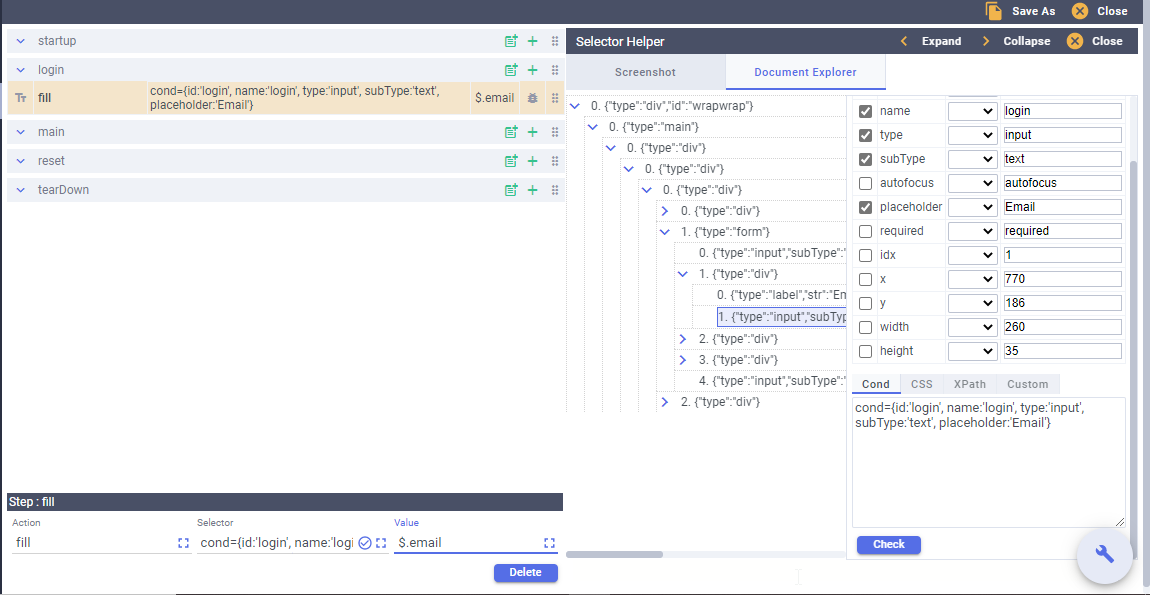 Save As Close
startup
login
fill cond={id:'login', name:'login', type:'input', subType:'text',
placeholder:'Email'} $.email
main
reset
tearDown
Step : fill
Action Selector Value
fill cond={id:'login', name:'logi $.email
Delete
Selector Helper Expand Collapse Close
Screenshot Document Explorer
0. {"type":"div","id":"wrapwrap"}
0. {"type":"main"}
0. {"type":"div"}
0. {"type":"div"}
0. {"type":"div"}
0. {"type":"div"}
1. {"type":"form"}
0. {"type":"input","subType":"
1. {"type":"div"}
0. {"type":"label","str":"Em
1. {"type":"input","subTyp
2. {"type":"div"}
3. {"type":"div"}
4. {"type":"input","subType":"
2. {"type":"div"}
name login
type input
subType text
autofocus autofocus
placeholder Email
required required
idx 1
x 770
y 186
width 260
height 35
Cond CSS XPath Custom
cond={id:'login', name:'login', type:'input',
subType:'text', placeholder:'Email'}
Check